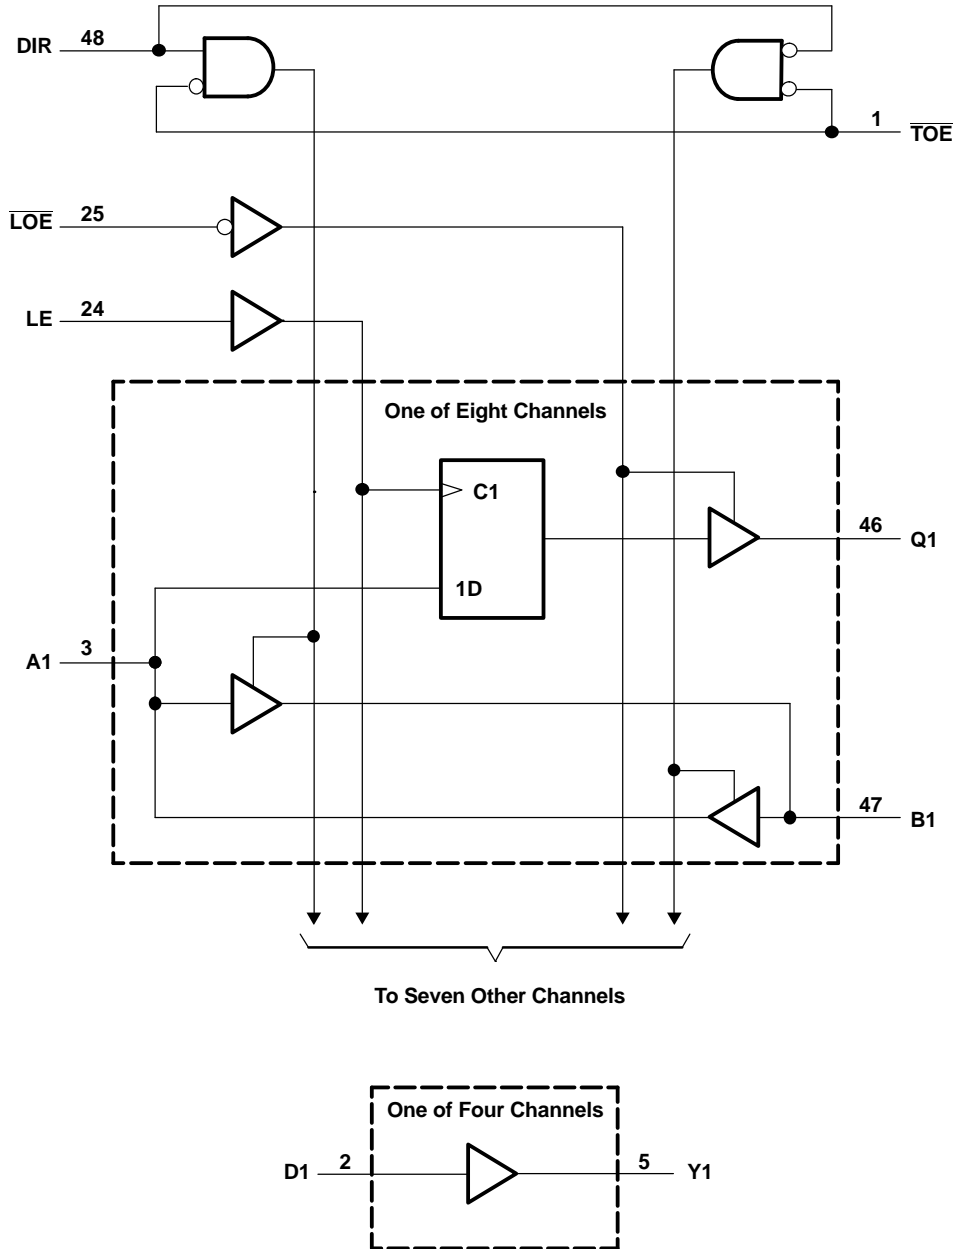 DIR 48
1 TOE
LOE 25
LE 24
One of Eight Channels
C1
46 Q1
1D
A1 3
47 B1
To Seven Other Channels
One of Four Channels
D1 2 5 Y1